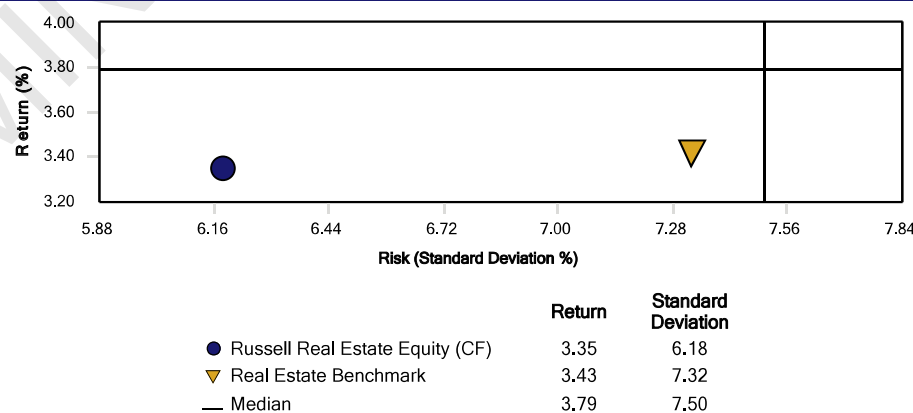 4.00
3.80
3.60
3.40
3.20
Return (%)
5.88 6.16 6.44 6.72 7.00 7.28 7.56 7.84
Risk (Standard Deviation %)
Return Standard Deviation
Russell Real Estate Equity (CF) 3.35 6.18
Real Estate Benchmark 3.43 7.32
Median 3.79 7.50